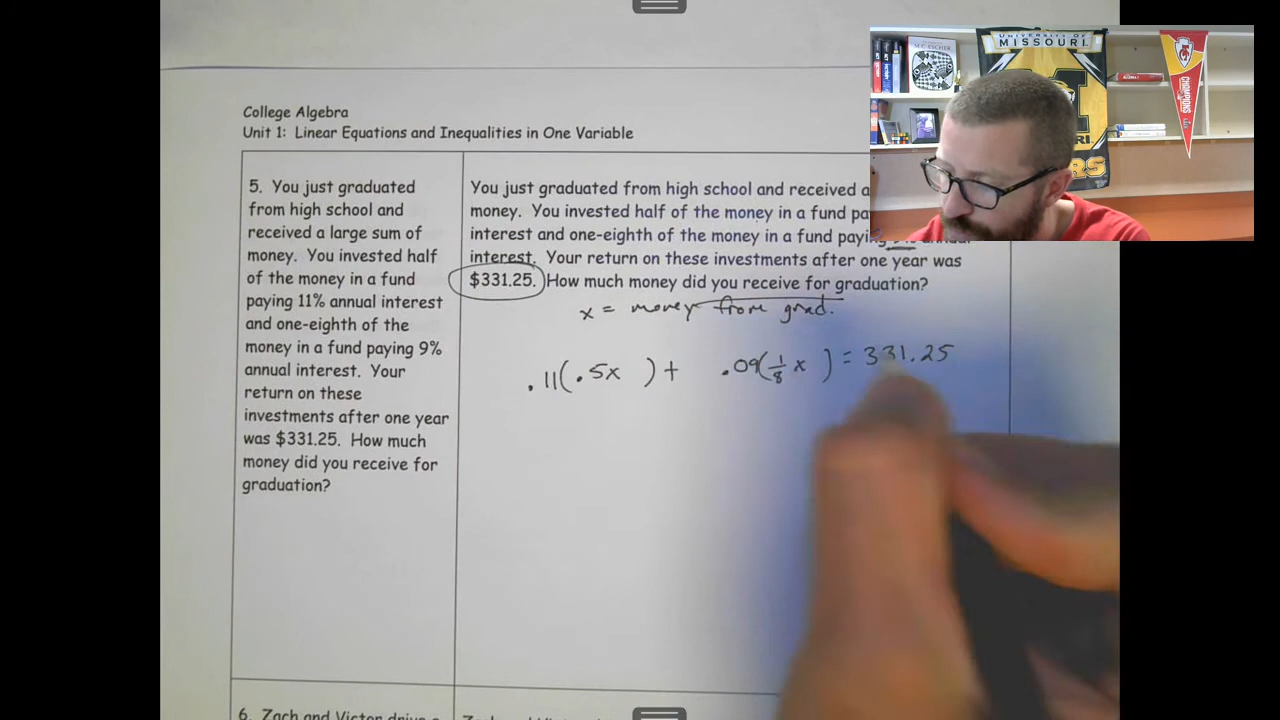 UNIVERSITY OF
MISSOURI
M.C. ESCHER
CHAMPIONS
College Algebra
Unit 1: Linear Equations and Inequalities in One Variable
5. You just graduated
from high school and
received a large sum of
money. You invested half
of the money in a fund
paying 11% annual interest
and one-eighth of the
money in a fund paying 9%
annual interest. Your
return on these
investments after one year
was $331.25. How much
money did you receive for
graduation?
You just graduated from high school and received a
money. You invested half of the money in a fund pa
interest and one-eighth of the money in a fund paying
interest. Your return on these investments after one year was
$331.25. How much money did you receive for graduation?
x = money from grad.
.11(.5x ) + .09(1/8 x ) = 331.25
6. Zach and Victor drive a